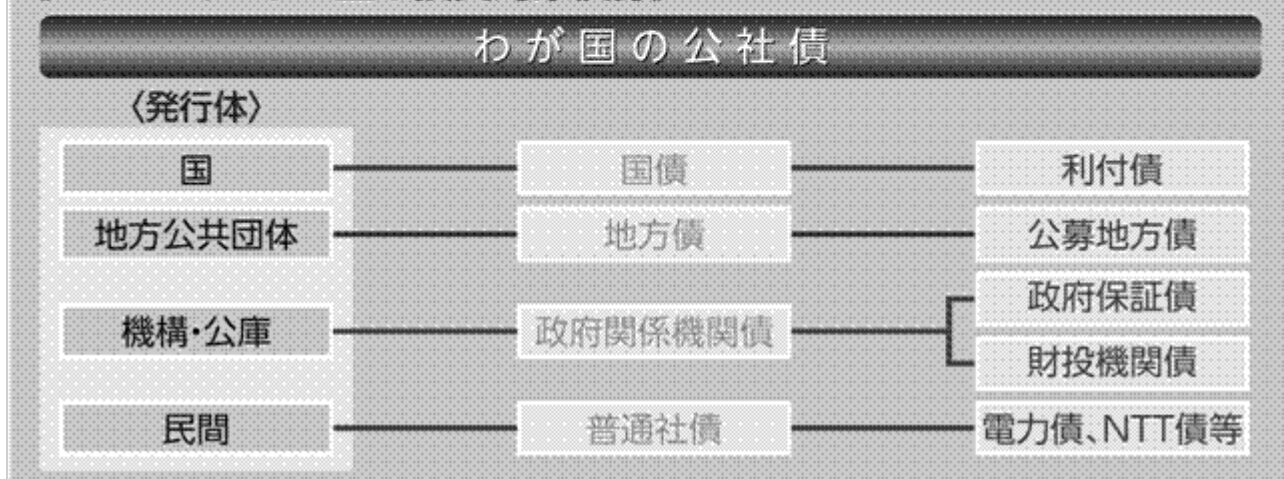 わが国の公社債
〈発行体〉
国 国債 利付債
地方公共団体 地方債 公募地方債
機構・公庫 政府関係機関債 政府保証債
財投機関債
民間 普通社債 電力債、NTT債等